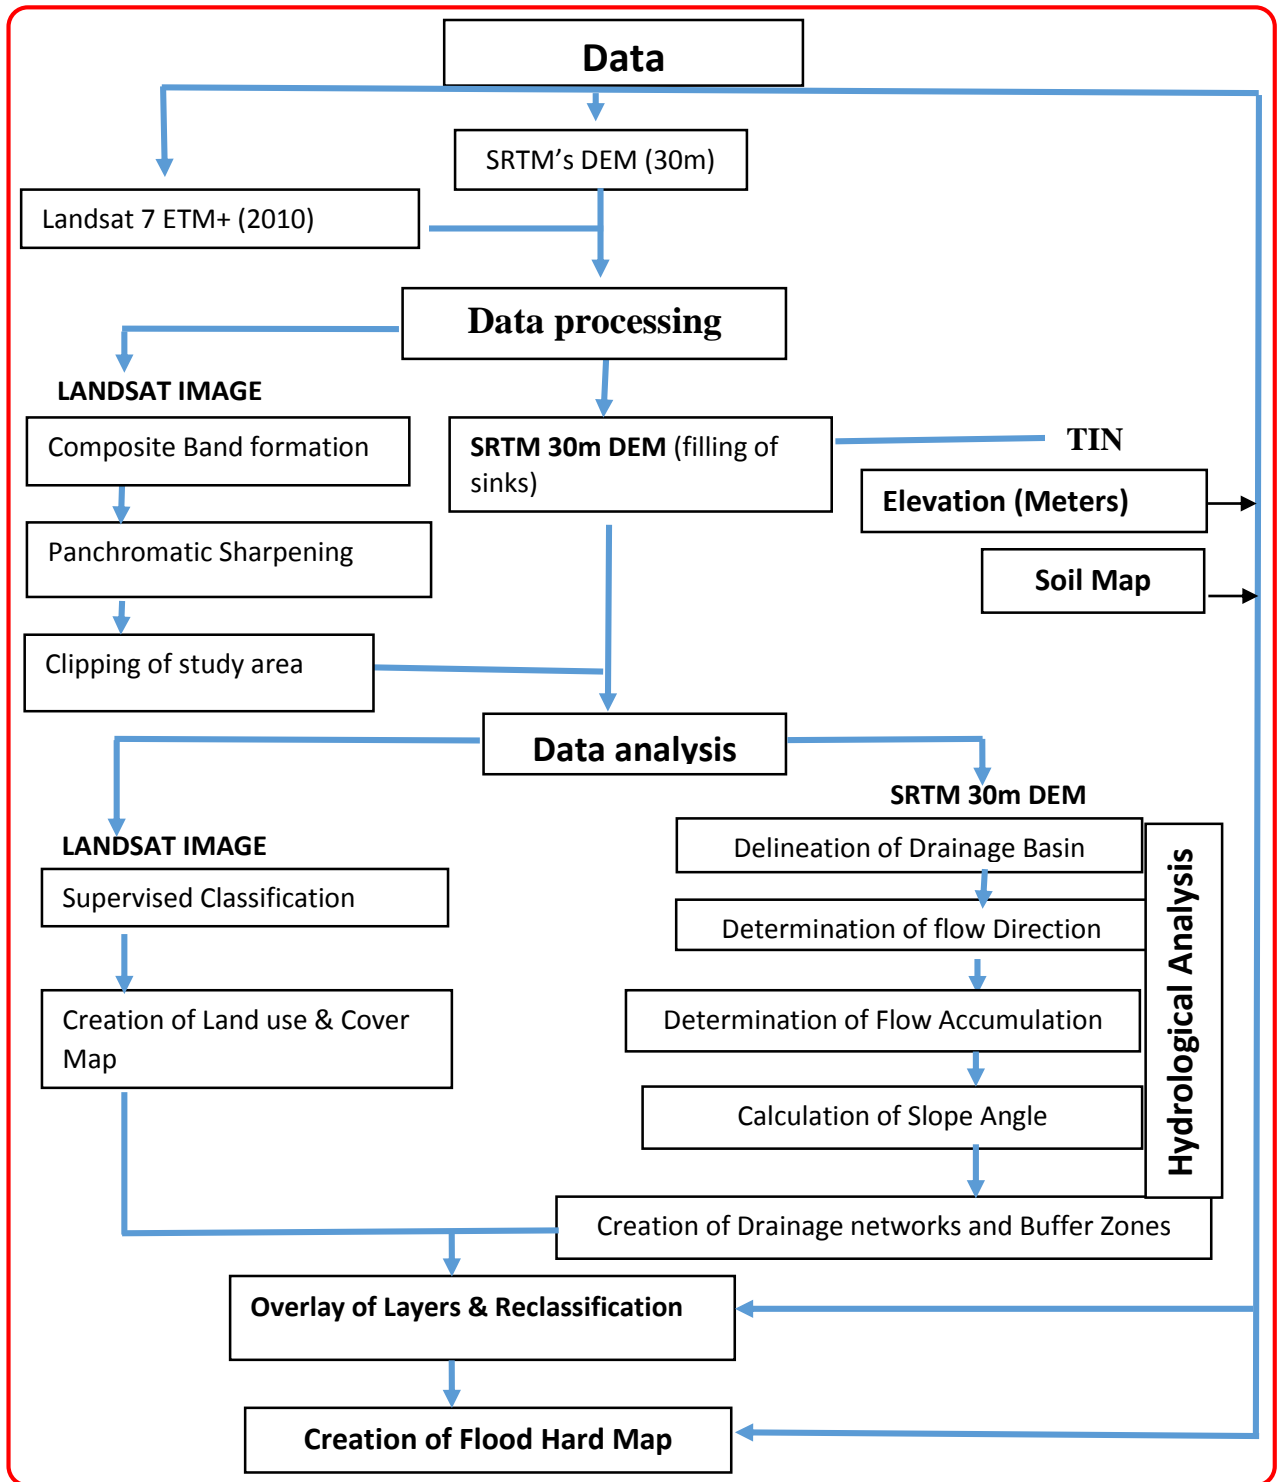 Data
SRTM’s DEM (30m)
Landsat 7 ETM+ (2010)
Data processing
LANDSAT IMAGE
Composite Band formation
SRTM 30m DEM (filling of
sinks)
TIN
Elevation (Meters)
Panchromatic Sharpening
Soil Map
Clipping of study area
Data analysis
SRTM 30m DEM
LANDSAT IMAGE
Supervised Classification
Creation of Land use & Cover
Map
Delineation of Drainage Basin
Determination of flow Direction
Determination of Flow Accumulation
Calculation of Slope Angle
Creation of Drainage networks and Buffer Zones
Hydrological Analysis
Overlay of Layers & Reclassification
Creation of Flood Hard Map